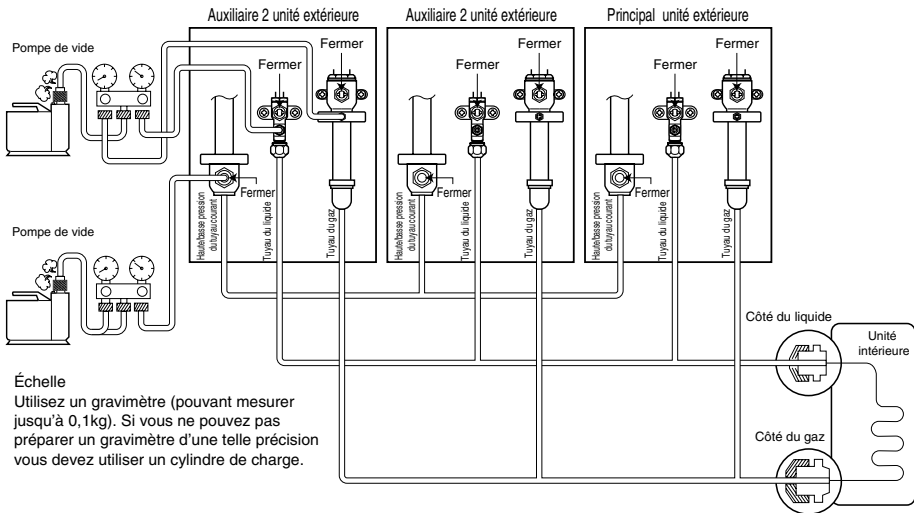 Auxiliaire 2 unité extérieure
Auxiliaire 2 unité extérieure
Principal unité extérieure
Pompe de vide
Fermer
Fermer
Fermer
Fermer
Fermer
Fermer
Fermer
Fermer
Fermer
Haute/basse pression
du tuyau courant
Tuyau du liquide
Tuyau du gaz
Haute/basse pression
du tuyau courant
Tuyau du liquide
Tuyau du gaz
Haute/basse pression
du tuyau courant
Tuyau du liquide
Tuyau du gaz
Pompe de vide
Côté du liquide
Unité
intérieure
Côté du gaz
Échelle
Utilisez un gravimètre (pouvant mesurer
jusqu'à 0,1kg). Si vous ne pouvez pas
préparer un gravimètre d'une telle précision
vous devez utiliser un cylindre de charge.